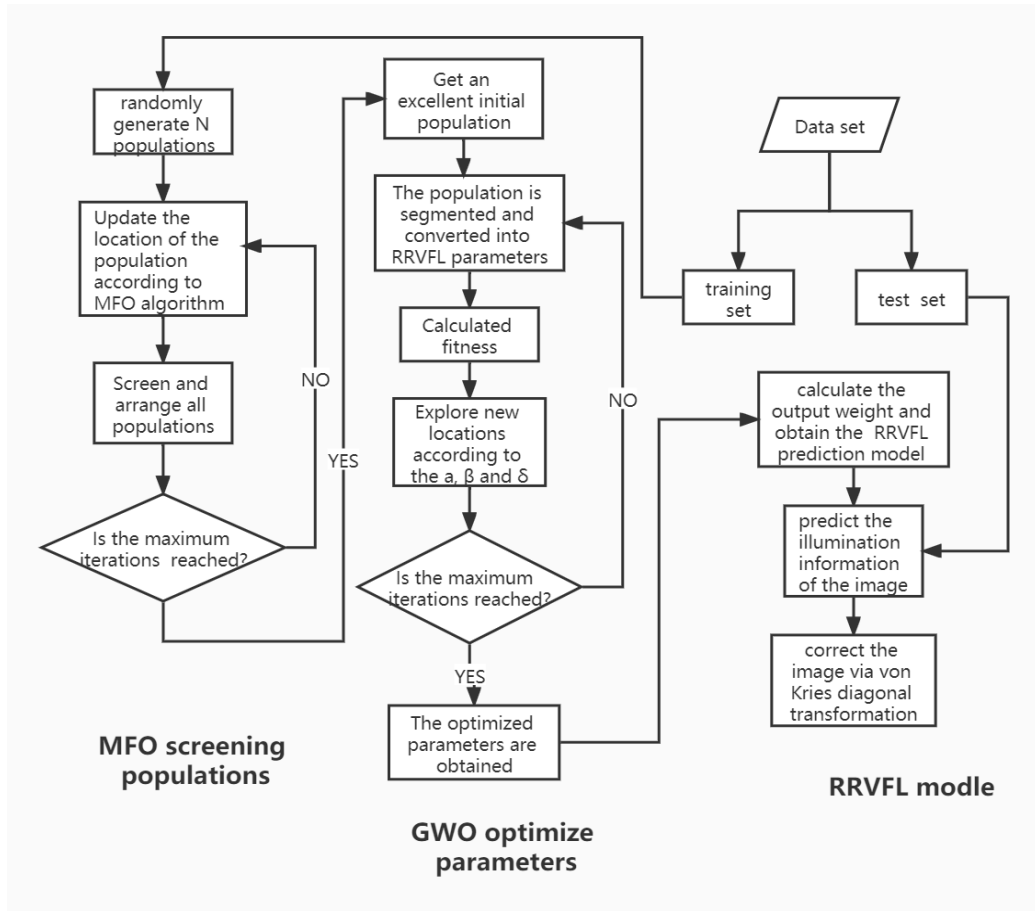 randomly
generate N
populations
Update the
location of the
population
according to
MFO algorithm
Screen and
arrange all
populations
NO
YES
Is the maximum
iterations reached?
MFO screening
populations
Get an
excellent initial
population
The population is
segmented and
converted into
RRVFL parameters
Calculated
fitness
Explore new
locations
according to
the a, β and δ
NO
Is the maximum
iterations reached?
YES
The optimized
parameters are
obtained
GWO optimize
parameters
Data set
training
set
test set
calculate the
output weight and
obtain the RRVFL
prediction model
predict the
illumination
information
of the image
correct the
image via von
Kries diagonal
transformation
RRVFL modle